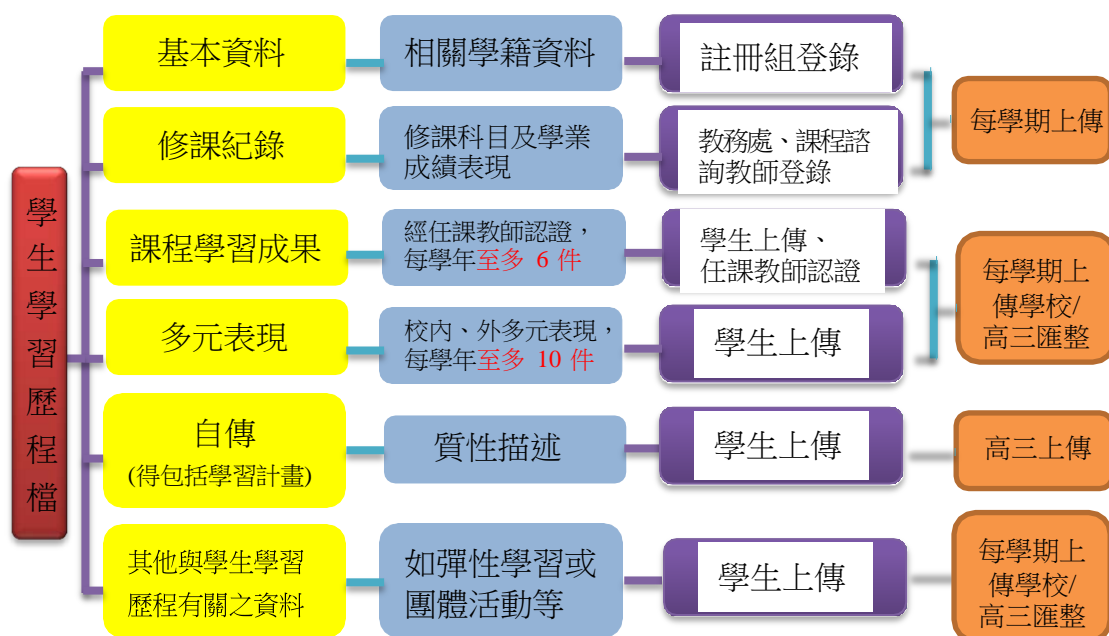 學生學習歷程檔
基本資料
相關學籍資料
註冊組登錄
每學期上傳
修課紀錄
修課科目及學業
成績表現
教務處、課程諮
詢教師登錄
課程學習成果
經任課教師認證，
每學年至多 6 件
學生上傳、
任課教師認證
每學期上
傳學校/
高三匯整
多元表現
校內、外多元表現，
每學年至多 10 件
學生上傳
自傳
(得包括學習計畫)
質性描述
學生上傳
高三上傳
其他與學生學習
歷程有關之資料
如彈性學習或
團體活動等
學生上傳
每學期上
傳學校/
高三匯整